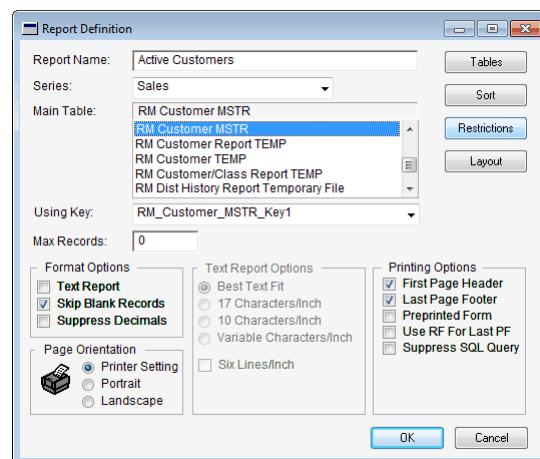 Report Definition
Report Name: Active Customers
Tables
Series: Sales
Sort
Main Table: RM Customer MSTR
RM Customer MSTR
Restrictions
RM Customer Report TEMP
RM Customer TEMP
Layout
RM Customer/Class Report TEMP
RM Dist History Report Temporary File
Using Key: RM_Customer_MSTR_Key1
Max Records: 0
Format Options
Text Report
Skip Blank Records
Suppress Decimals
Page Orientation
Printer Setting
Portrait
Landscape
Text Report Options
Best Text Fit
17 Characters/Inch
10 Characters/Inch
Variable Characters/Inch
Six Lines/Inch
Printing Options
First Page Header
Last Page Footer
Preprinted Form
Use RF For Last PF
Suppress SQL Query
OK
Cancel